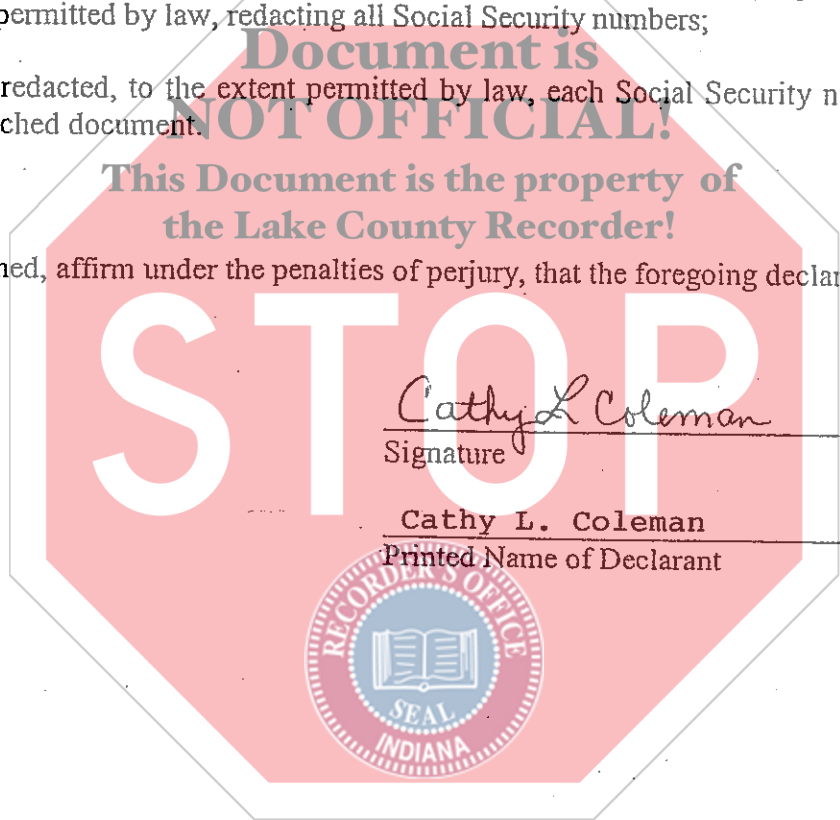 permitted by law, redacting all Social Security numbers;
Document is
redacted, to the extent permitted by law, each Social Security n
NOT OFFICIAL!
ched document.
This Document is the property of
the Lake County Recorder!
ned, affirm under the penalties of perjury, that the foregoing declar
STOP
Cathy L Coleman
Signature
Cathy L. Coleman
Printed Name of Declarant
RECORDER'S OFFICE
SEAL
INDIANA